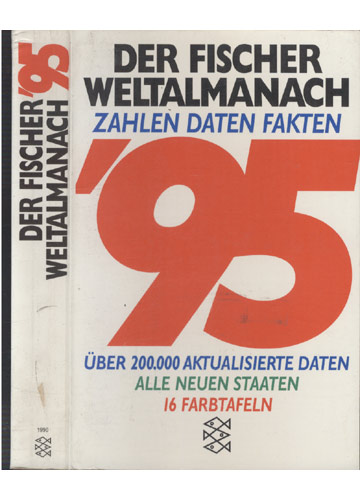 DER FISCHER
WELTALMANACH
'95
1990
DER FISCHER
WELTALMANACH
ZAHLEN DATEN FAKTEN
'95
ÜBER 200.000 AKTUALISIERTE DATEN
ALLE NEUEN STAATEN
16 FARBTAFELN